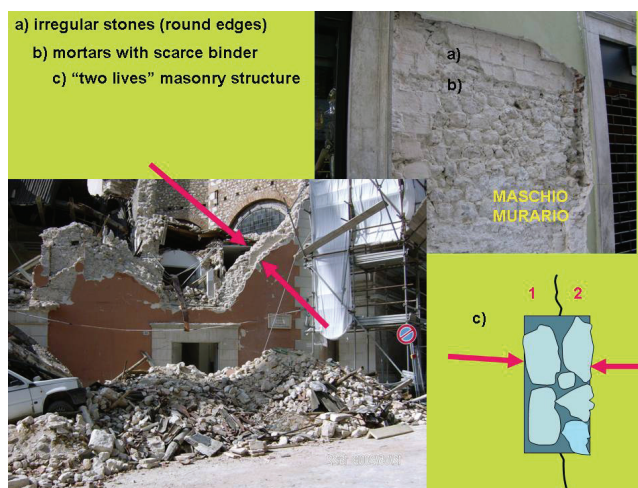 a) irregular stones (round edges)
b) mortars with scarce binder
c) “two lives” masonry structure
a)
b)
MASCHIO
MURARIO
1 2
c)